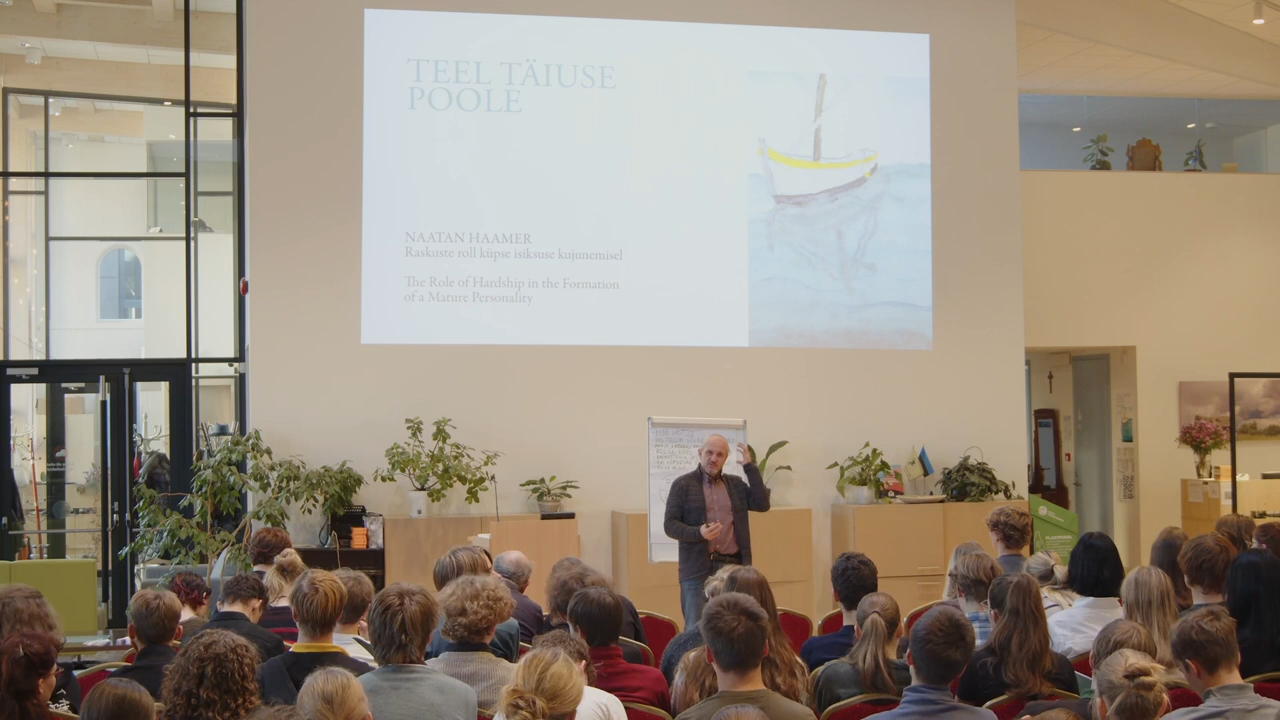 TEEL TÄIUSE
POOLE
NAATAN HAAMER
Raskuste roll küpse isiksuse kujunemisel
The Role of Hardship in the Formation
of a Mature Personality